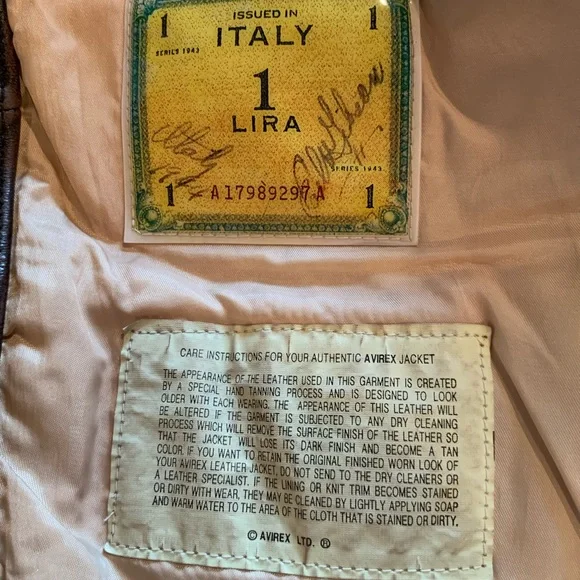 ISSUED IN
1 ITALY 1
SERIES 1943
1
LIRA
Italy
SERIES 1943
1 A17989297A 1
CARE INSTRUCTIONS FOR YOUR AUTHENTIC AVIREX JACKET
THE APPEARANCE OF THE LEATHER USED IN THIS GARMENT IS CREATED
BY A SPECIAL HAND TANNING PROCESS AND IS DESIGNED TO LOOK
OLDER WITH EACH WEARING. THE APPEARANCE OF THIS LEATHER WILL
BE ALTERED IF THE GARMENT IS SUBJECTED TO ANY DRY CLEANING
PROCESS WHICH WILL REMOVE THE SURFACE FINISH OF THE LEATHER SO
THAT THE JACKET WILL LOSE ITS DARK FINISH AND BECOME A TAN
COLOR. IF YOU WANT TO RETAIN THE ORIGINAL FINISHED WORN LOOK OF
YOUR AVIREX LEATHER JACKET, DO NOT SEND TO THE DRY CLEANERS OR
A LEATHER SPECIALIST. IF THE LINING OR KNIT TRIM BECOMES STAINED
OR DIRTY WITH WEAR, THEY MAY BE CLEANED BY LIGHTLY APPLYING SOAP
AND WARM WATER TO THE AREA OF THE CLOTH THAT IS STAINED OR DIRTY.
© AVIREX LTD. ®